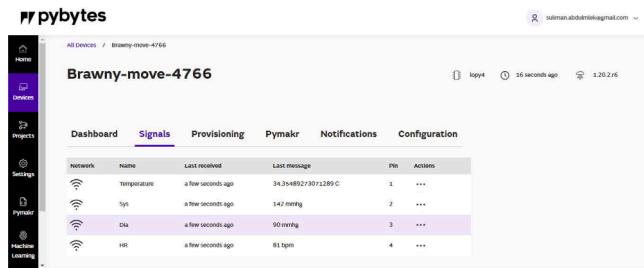 pybytes
suliman.abdulmlek@gmail.com
Home
Devices
Projects
Settings
Pymakr
Machine
Learning
All Devices / Brawny-move-4766
Brawny-move-4766
lopy4 16 seconds ago 1.20.2.r6
Dashboard Signals Provisioning Pymakr Notifications Configuration
Network Name Last received Last message Pin Actions
Temperature a few seconds ago 34.35489273071289 C 1 •••
Sys a few seconds ago 142 mmhg 2 •••
Dia a few seconds ago 90 mmhg 3 •••
HR a few seconds ago 81 bpm 4 •••